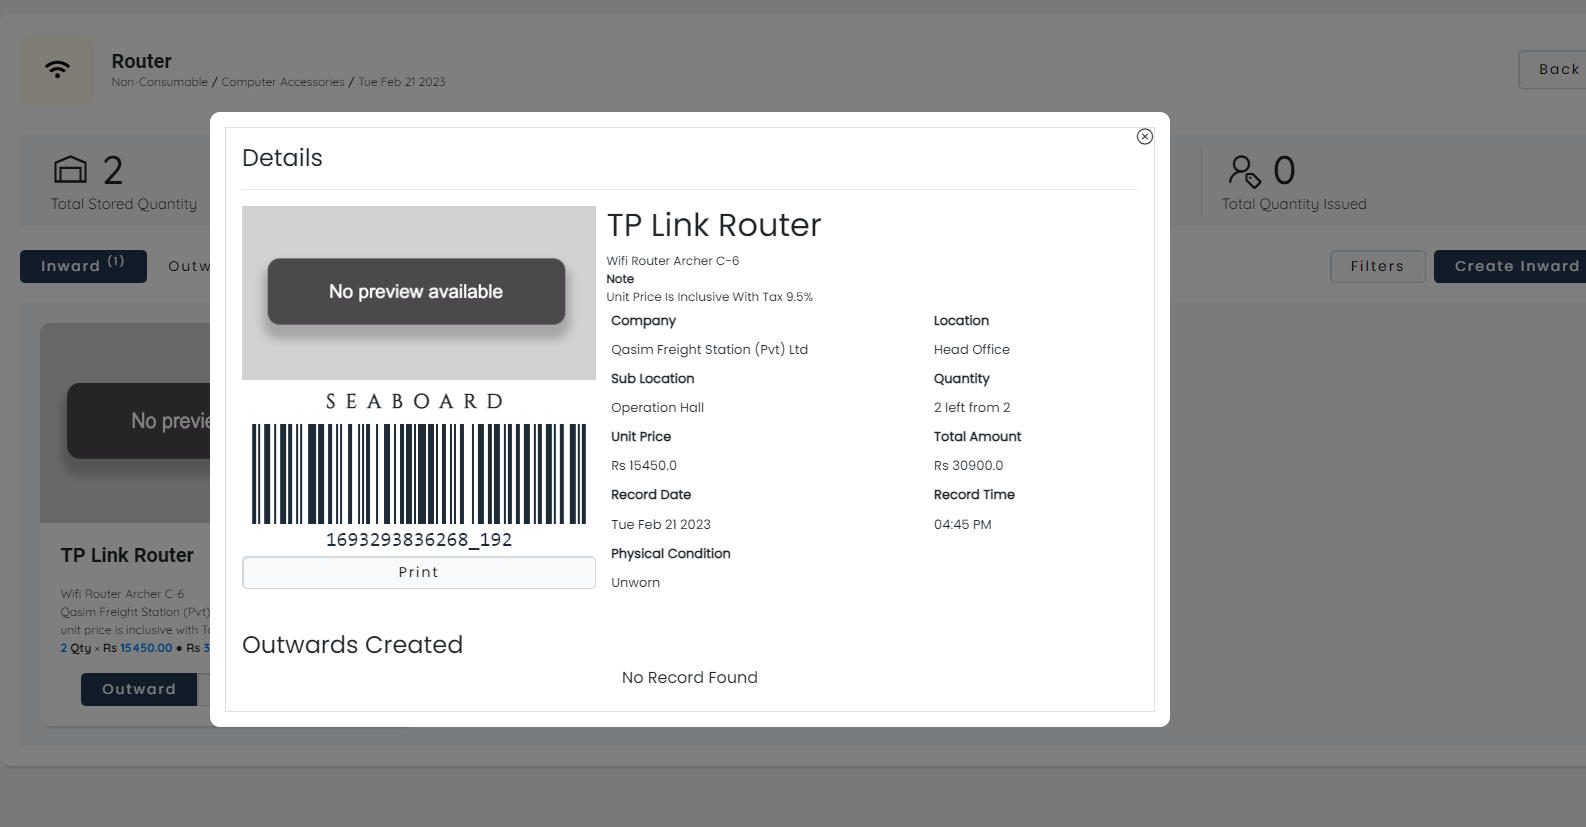 Router
Non-Consumable / Computer Accessories / Tue Feb 21 2023
Back
2
Total Stored Quantity
0
Total Quantity Issued
Inward (1)
Outw
Filters
Create Inward
Details
No preview available
SEABOARD
1693293836268_192
Print
TP Link Router
Wifi Router Archer C-6
Note
Unit Price Is Inclusive With Tax 9.5%
Company
Location
Qasim Freight Station (Pvt) Ltd
Head Office
Sub Location
Quantity
Operation Hall
2 left from 2
Unit Price
Total Amount
Rs 15450.0
Rs 30900.0
Record Date
Record Time
Tue Feb 21 2023
04:45 PM
Physical Condition
Unworn
Outwards Created
No Record Found
No previe
TP Link Router
Wifi Router Archer C-6
Qasim Freight Station (Pvt)
unit price is inclusive with T
2 Qty × Rs 15450.00 ● Rs 3
Outward